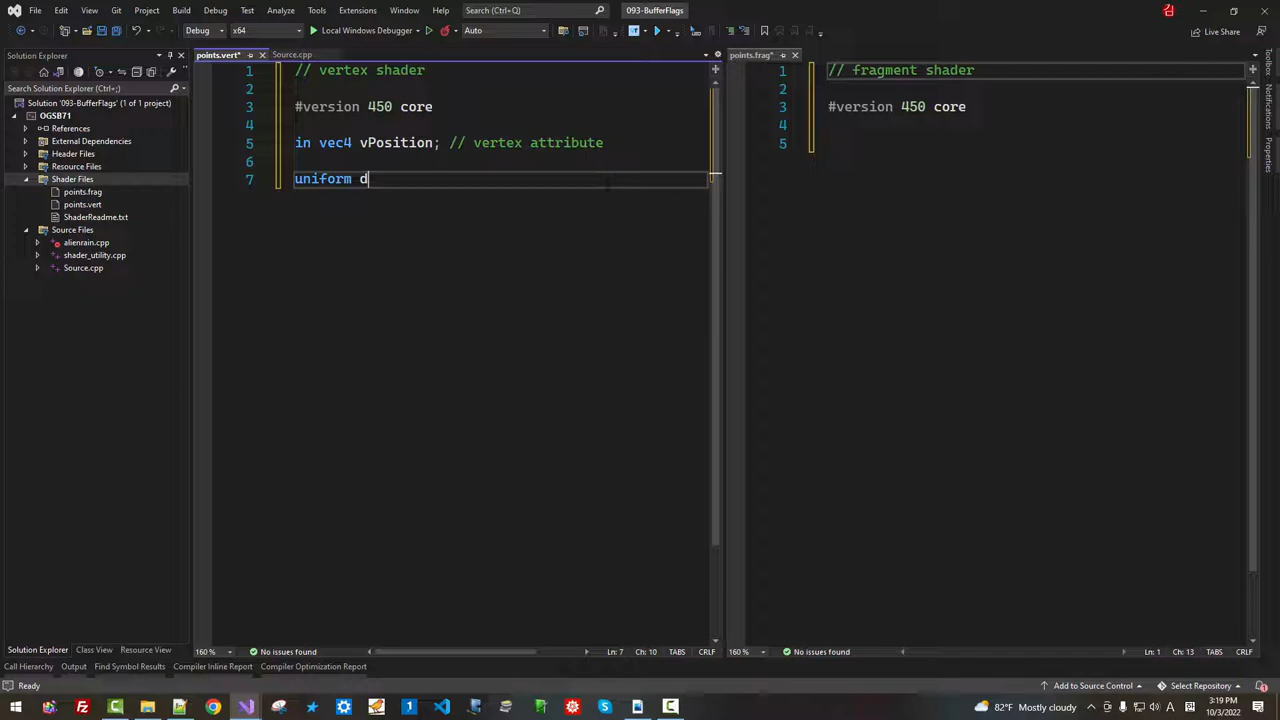 File Edit View Git Project Build Debug Test Analyze Tools Extensions Window Help Search (Ctrl+Q) 093-BufferFlags
Debug x64 Local Windows Debugger Auto Live Share
Solution Explorer
Search Solution Explorer (Ctrl+;)
Solution '093-BufferFlags' (1 of 1 project)
OGSB71
References
External Dependencies
Header Files
Resource Files
Shader Files
points.frag
points.vert
ShaderReadme.txt
Source Files
alienrain.cpp
shader_utility.cpp
Source.cpp
Solution Explorer Class View Resource View
points.vert* Source.cpp
1 // vertex shader
2
3 #version 450 core
4
5 in vec4 vPosition; // vertex attribute
6
7 uniform d
160 % No issues found Ln: 7 Ch: 10 TABS CRLF
points.frag*
1 // fragment shader
2
3 #version 450 core
4
5
160 % No issues found Ln: 1 Ch: 13 TABS CRLF
Toolbox
Notifications
Properties
Call Hierarchy Output Find Symbol Results Compiler Inline Report Compiler Optimization Report
Ready Add to Source Control Select Repository
82°F Mostly cloudy 3:19 PM
10/3/2022